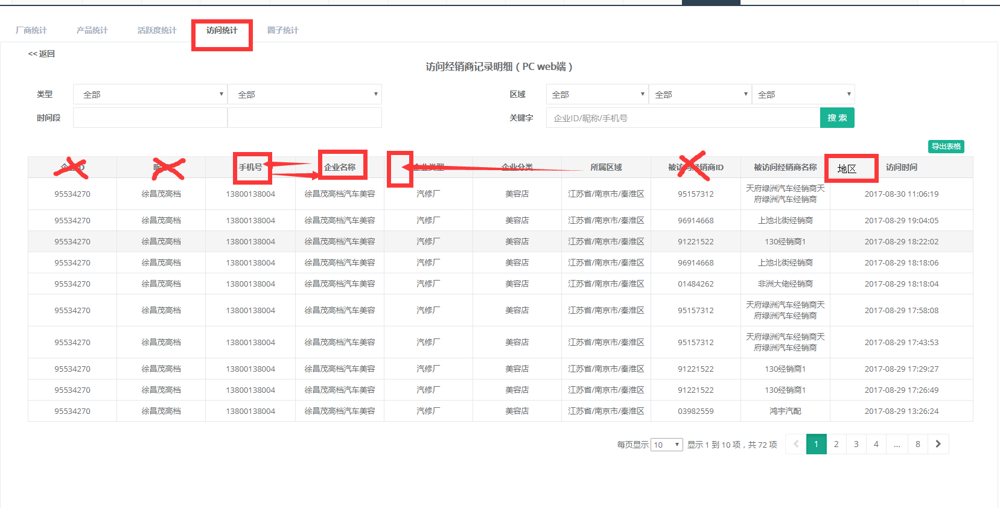 厂商统计 产品统计 活跃度统计 访问统计 圈子统计
<< 返回
访问经销商记录明细（PC web端）
类型 全部 全部 区域 全部 全部 全部
时间段 关键字 企业ID/昵称/手机号 搜 索
导出表格
手机号 企业名称 企业类型 企业分类 所属区域 被访问经销商ID 被访问经销商名称 地区 访问时间
95534270 徐昌茂高档 13800138004 徐昌茂高档汽车美容 汽修厂 美容店 江苏省/南京市/秦淮区 95157312 天府绿洲汽车经销商天府绿洲汽车经销商 2017-08-30 11:06:19
95534270 徐昌茂高档 13800138004 徐昌茂高档汽车美容 汽修厂 美容店 江苏省/南京市/秦淮区 96914668 上池北街经销商 2017-08-29 19:04:05
95534270 徐昌茂高档 13800138004 徐昌茂高档汽车美容 汽修厂 美容店 江苏省/南京市/秦淮区 91221522 130经销商1 2017-08-29 18:22:02
95534270 徐昌茂高档 13800138004 徐昌茂高档汽车美容 汽修厂 美容店 江苏省/南京市/秦淮区 96914668 上池北街经销商 2017-08-29 18:18:06
95534270 徐昌茂高档 13800138004 徐昌茂高档汽车美容 汽修厂 美容店 江苏省/南京市/秦淮区 01484262 非洲大佬经销商 2017-08-29 18:18:04
95534270 徐昌茂高档 13800138004 徐昌茂高档汽车美容 汽修厂 美容店 江苏省/南京市/秦淮区 95157312 天府绿洲汽车经销商天府绿洲汽车经销商 2017-08-29 17:58:08
95534270 徐昌茂高档 13800138004 徐昌茂高档汽车美容 汽修厂 美容店 江苏省/南京市/秦淮区 95157312 天府绿洲汽车经销商天府绿洲汽车经销商 2017-08-29 17:43:53
95534270 徐昌茂高档 13800138004 徐昌茂高档汽车美容 汽修厂 美容店 江苏省/南京市/秦淮区 91221522 130经销商1 2017-08-29 17:29:27
95534270 徐昌茂高档 13800138004 徐昌茂高档汽车美容 汽修厂 美容店 江苏省/南京市/秦淮区 91221522 130经销商1 2017-08-29 17:26:49
95534270 徐昌茂高档 13800138004 徐昌茂高档汽车美容 汽修厂 美容店 江苏省/南京市/秦淮区 03982559 鸿宇汽配 2017-08-29 13:26:24
每页显示 10 显示 1 到 10 项，共 72 项 1 2 3 4 ... 8